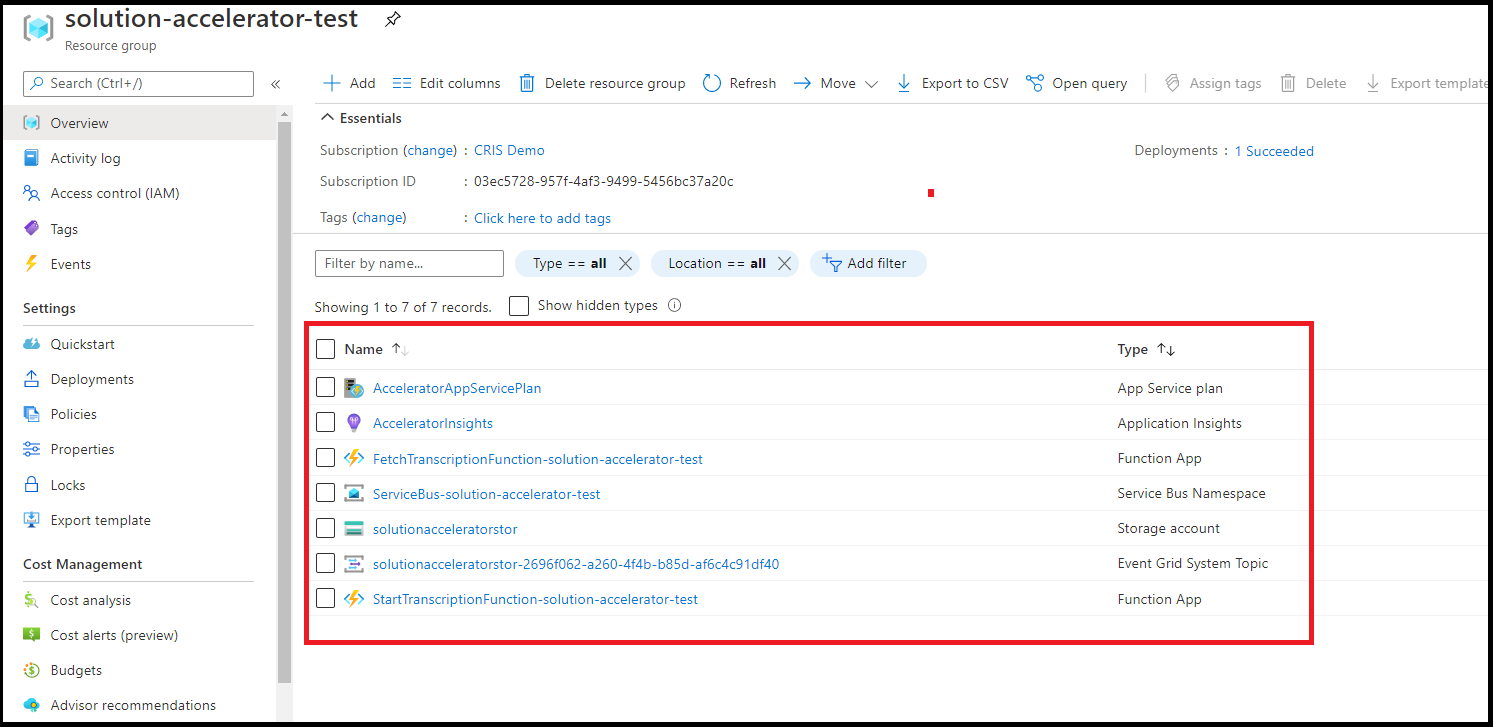 solution-accelerator-test
Resource group
Search (Ctrl+/)
«
Add
Edit columns
Delete resource group
Refresh
Move
Export to CSV
Open query
Assign tags
Delete
Export template
Overview
Activity log
Access control (IAM)
Tags
Events
Settings
Quickstart
Deployments
Policies
Properties
Locks
Export template
Cost Management
Cost analysis
Cost alerts (preview)
Budgets
Advisor recommendations
Essentials
Subscription (change) : CRIS Demo
Deployments : 1 Succeeded
Subscription ID : 03ec5728-957f-4af3-9499-5456bc37a20c
Tags (change) : Click here to add tags
Filter by name...
Type == all
Location == all
Add filter
Showing 1 to 7 of 7 records.
Show hidden types
Name Type
AcceleratorAppServicePlan App Service plan
AcceleratorInsights Application Insights
FetchTranscriptionFunction-solution-accelerator-test Function App
ServiceBus-solution-accelerator-test Service Bus Namespace
solutionacceleratorstor Storage account
solutionacceleratorstor-2696f062-a260-4f4b-b85d-af6c4c91df40 Event Grid System Topic
StartTranscriptionFunction-solution-accelerator-test Function App